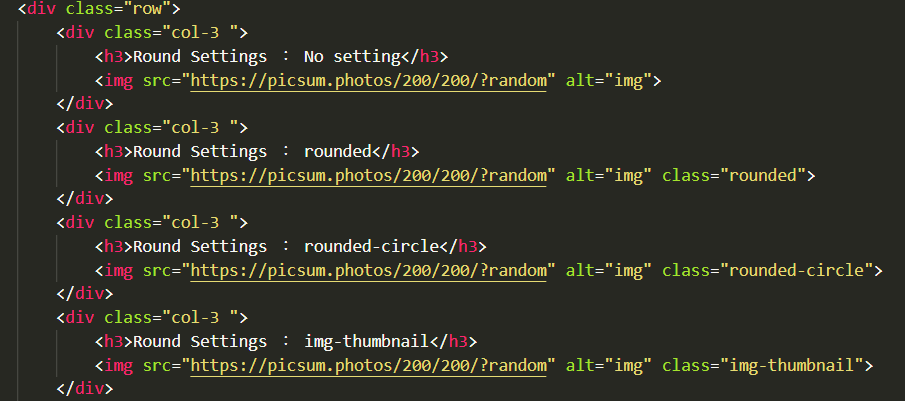 <div class="row">
<div class="col-3 ">
<h3>Round Settings : No setting</h3>
<img src="https://picsum.photos/200/200/?random" alt="img">
</div>
<div class="col-3 ">
<h3>Round Settings : rounded</h3>
<img src="https://picsum.photos/200/200/?random" alt="img" class="rounded">
</div>
<div class="col-3 ">
<h3>Round Settings : rounded-circle</h3>
<img src="https://picsum.photos/200/200/?random" alt="img" class="rounded-circle">
</div>
<div class="col-3 ">
<h3>Round Settings : img-thumbnail</h3>
<img src="https://picsum.photos/200/200/?random" alt="img" class="img-thumbnail">
</div>